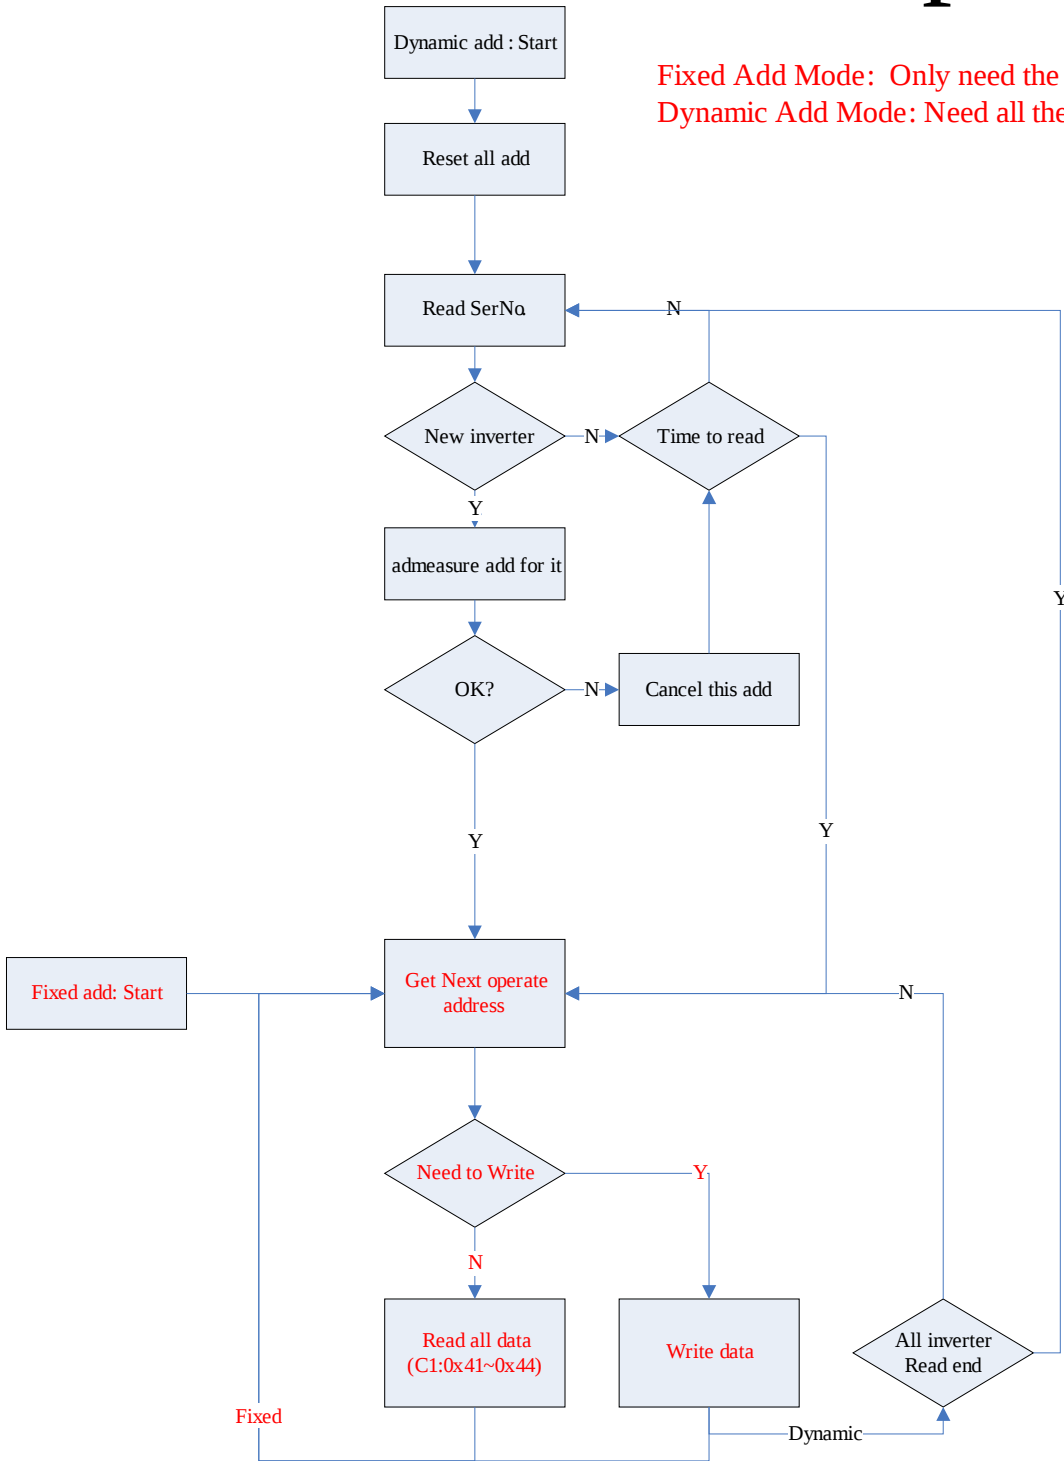 Dynamic add : Start
Fixed Add Mode: Only need the
Dynamic Add Mode: Need all the
Reset all add
Read SerNo.
N
New inverter
N
Time to read
Y
admeasure add for it
Y
OK?
N
Cancel this add
Y
Y
Fixed add: Start
Get Next operate
address
N
Need to Write
Y
N
Read all data
(C1:0x41~0x44)
Write data
All inverter
Read end
Fixed
Dynamic